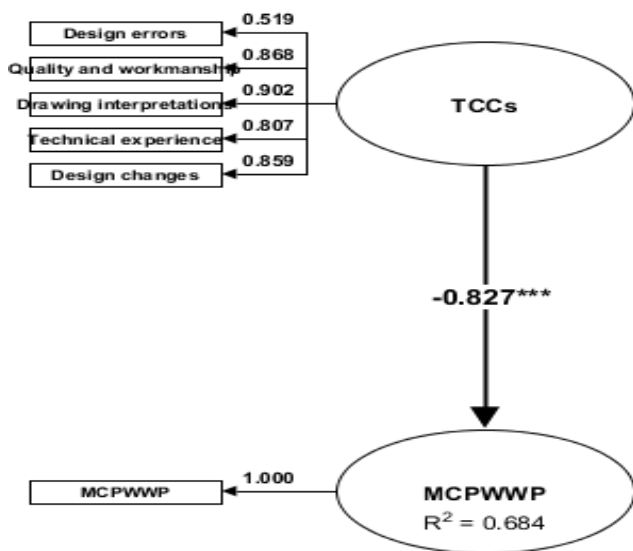 0.519
Design errors
0.868
Quality and workmanship
0.902
Drawing interpretations
0.807
Technical experience
0.859
Design changes
TCCs
-0.827***
1.000
MCPWWP
MCPWWP
R² = 0.684